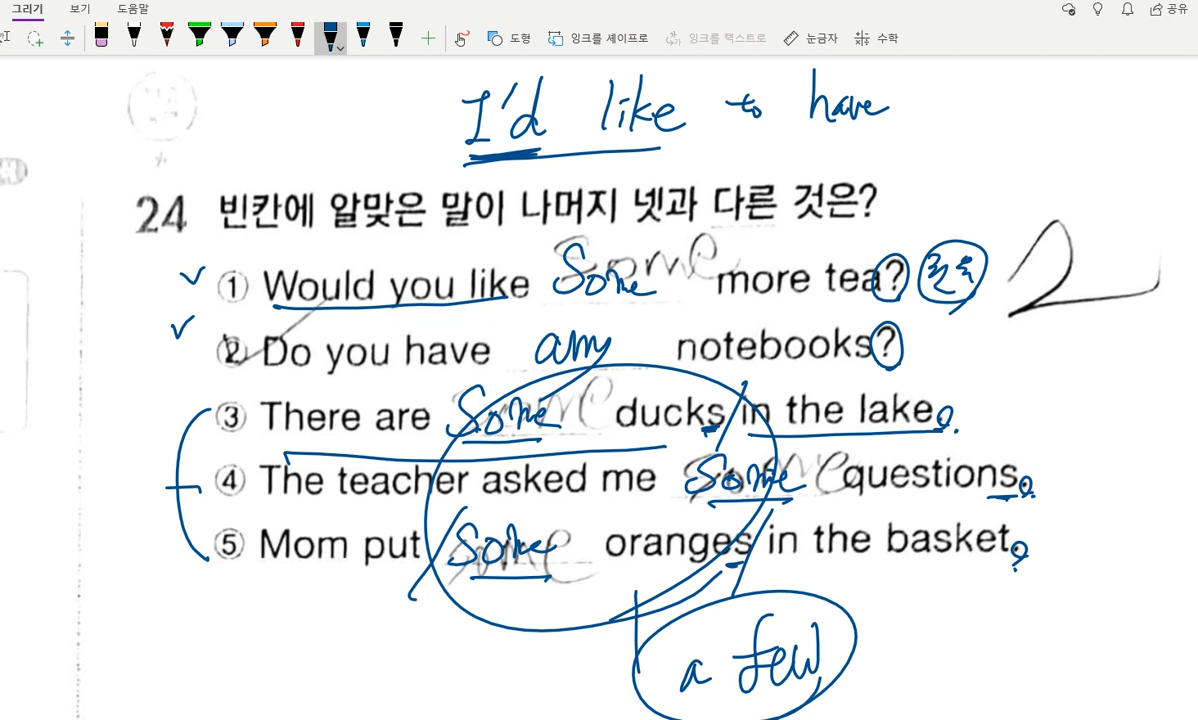 그리기 보기 도움말 공유
도형 잉크를 셰이프로 잉크를 텍스트로 눈금자 수학
I'd like to have
24 빈칸에 알맞은 말이 나머지 넷과 다른 것은?
① Would you like some more tea? 권유 2
② Do you have any notebooks?
③ There are some ducks in the lake.
④ The teacher asked me some questions.
⑤ Mom put some oranges in the basket.
a few